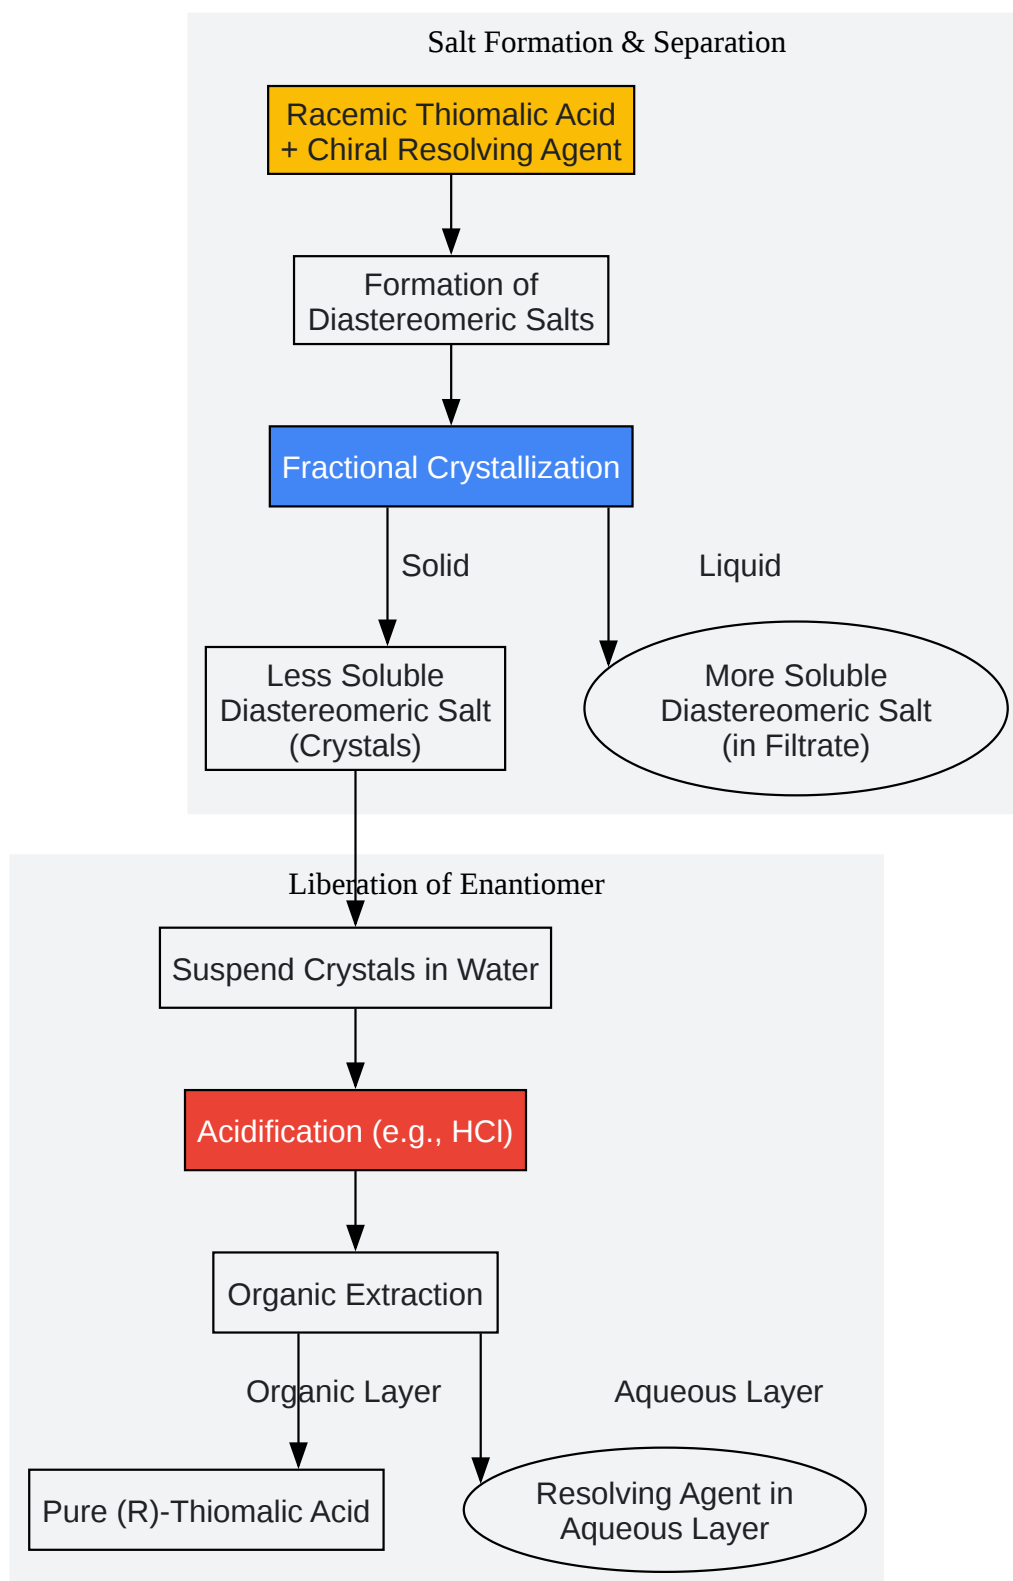 Salt Formation & Separation
Racemic Thiomalic Acid
+ Chiral Resolving Agent
Formation of
Diastereomeric Salts
Fractional Crystallization
Solid
Liquid
Less Soluble
Diastereomeric Salt
(Crystals)
More Soluble
Diastereomeric Salt
(in Filtrate)
Liberation of Enantiomer
Suspend Crystals in Water
Acidification (e.g., HCl)
Organic Extraction
Organic Layer
Aqueous Layer
Pure (R)-Thiomalic Acid
Resolving Agent in
Aqueous Layer